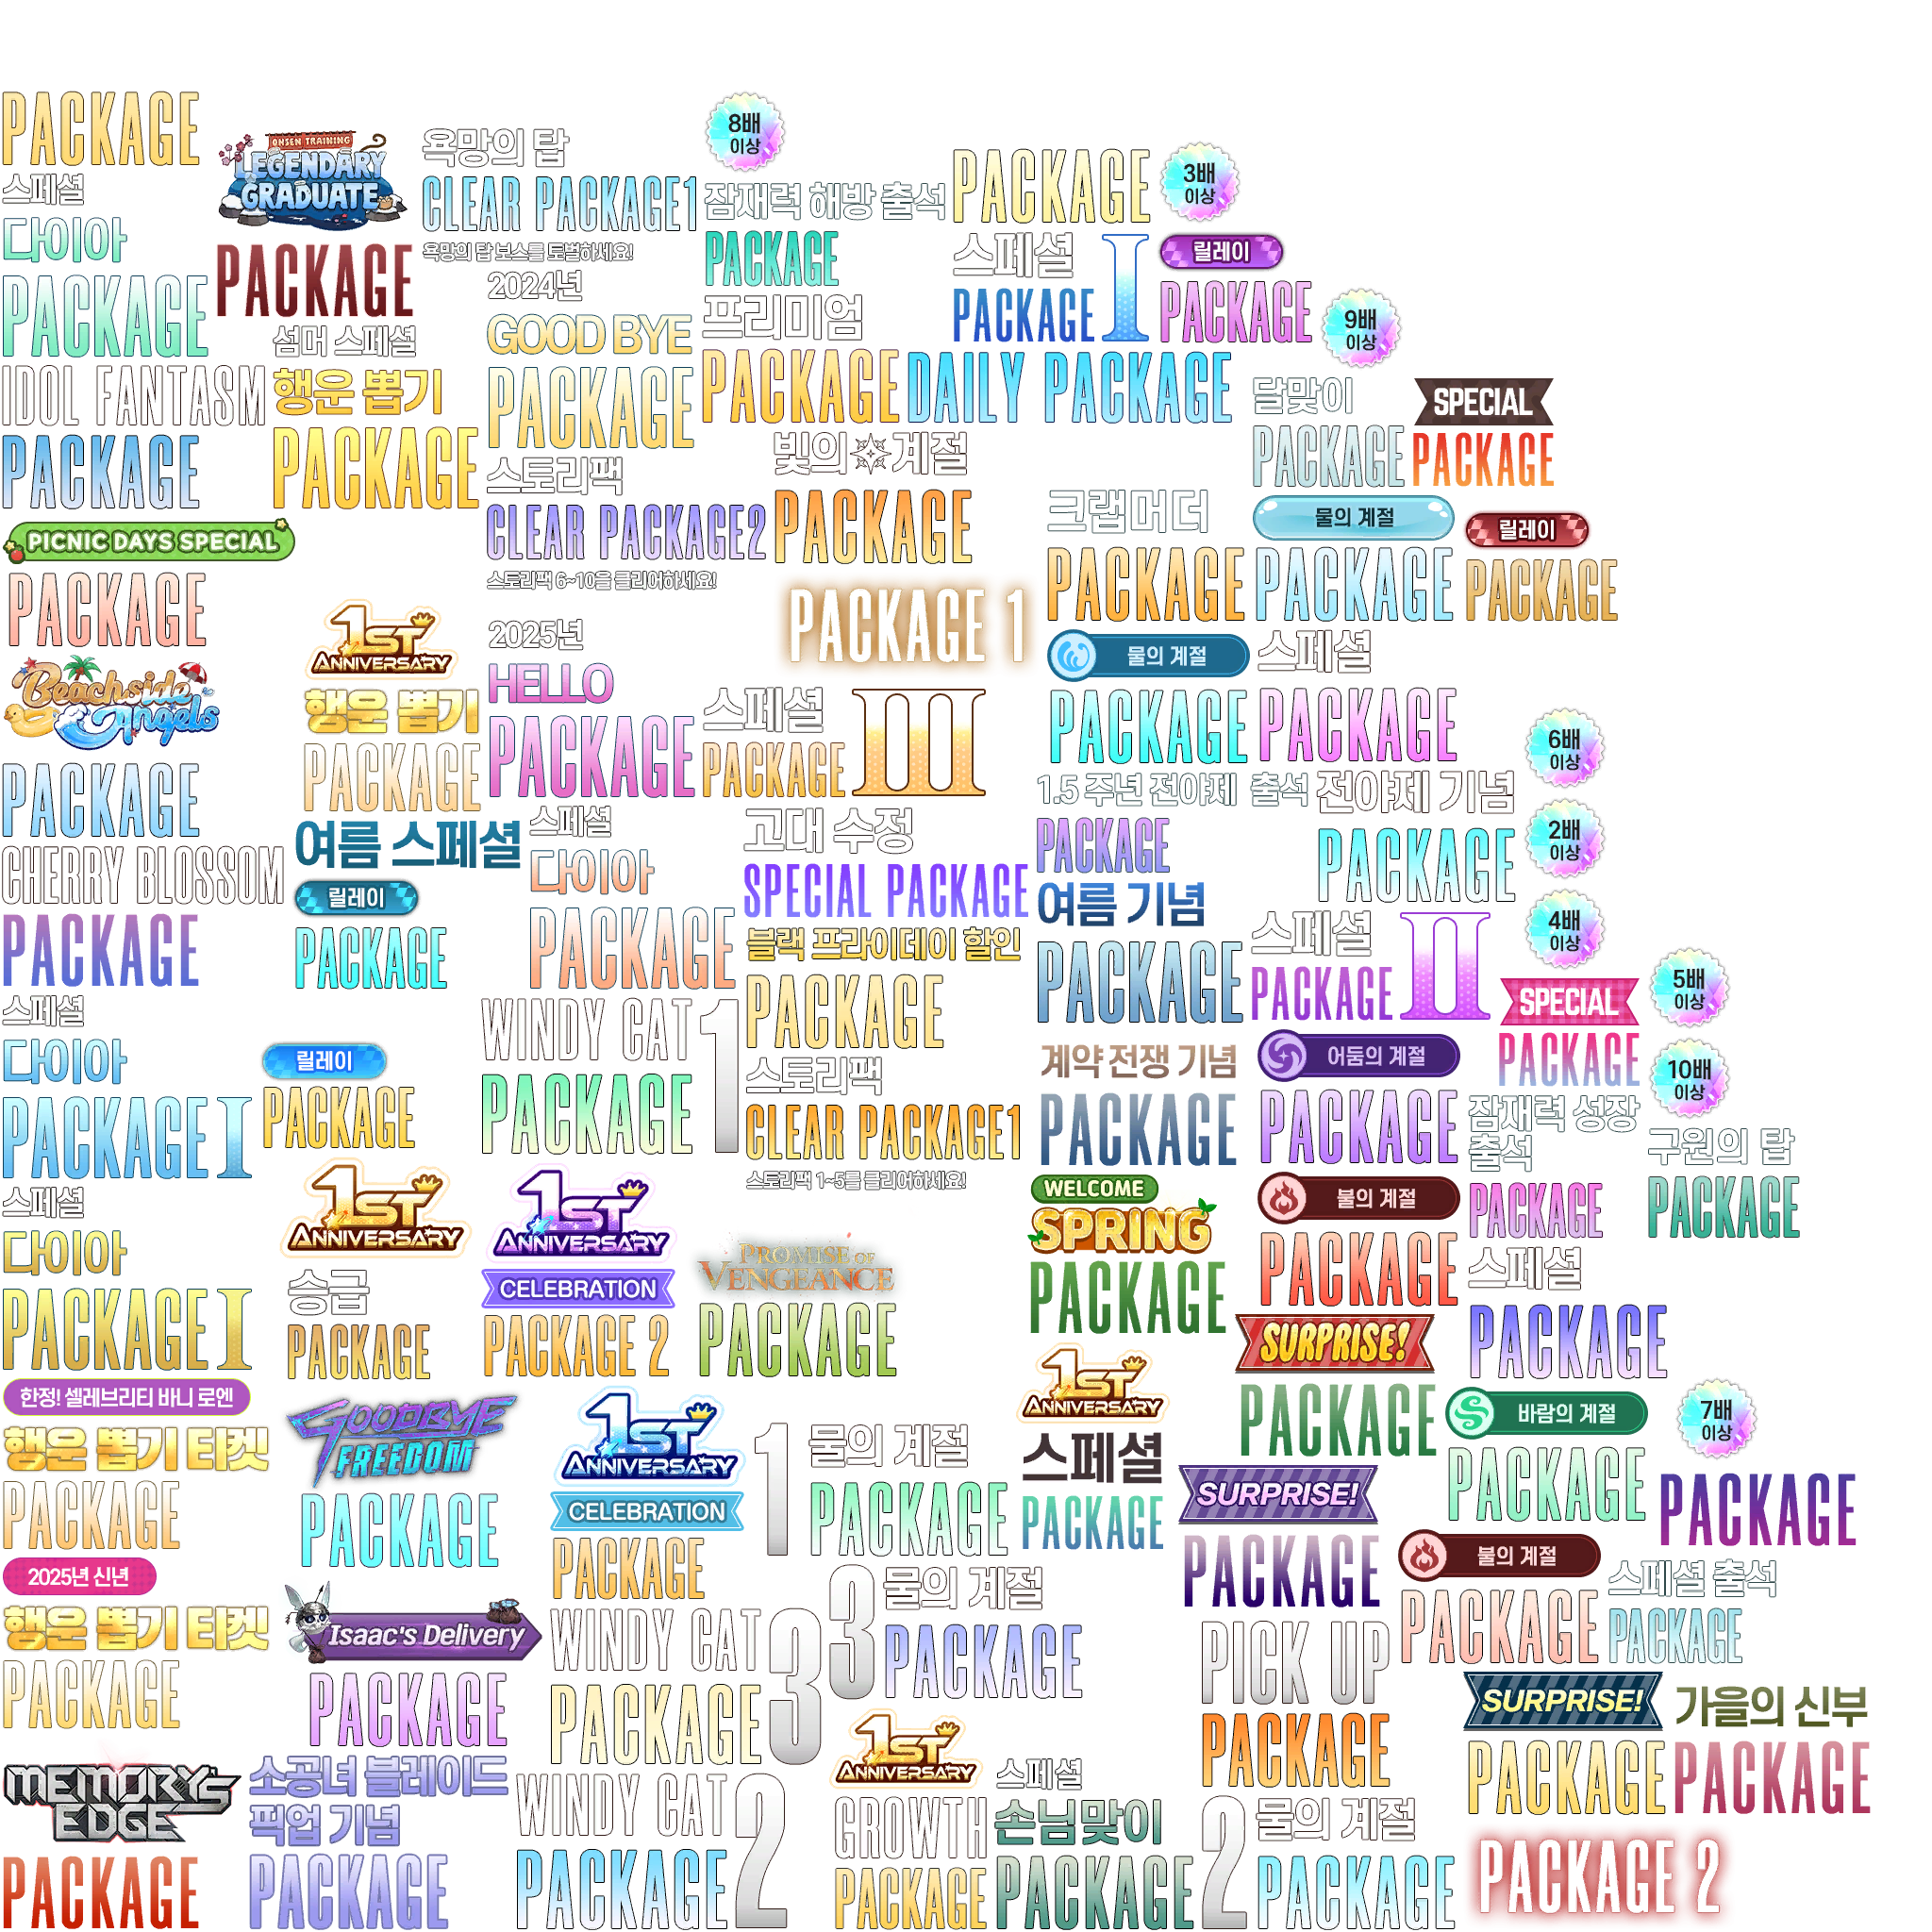 PACKAGE
스페셜
다이아
PACKAGE
IDOL FANTASM
PACKAGE
PICNIC DAYS SPECIAL
PACKAGE
Beachside
Angels
PACKAGE
CHERRY BLOSSOM
PACKAGE
스페셜
다이아
PACKAGE I
스페셜
다이아
PACKAGE I
한정! 셀레브리티 바니 로엔
행운 뽑기 티켓
PACKAGE
2025년 신년
행운 뽑기 티켓
PACKAGE
MEMORY'S
EDGE
PACKAGE
ONSEN TRAINING
LEGENDARY
GRADUATE
PACKAGE
섬머 스페셜
행운 뽑기
PACKAGE
1ST
ANNIVERSARY
행운 뽑기
PACKAGE
여름 스페셜
릴레이
PACKAGE
릴레이
PACKAGE
1ST
ANNIVERSARY
승급
PACKAGE
GOODBYE
FREEDOM
PACKAGE
Isaac's Delivery
PACKAGE
소공녀 블레이드
픽업 기념
PACKAGE
욕망의 탑
CLEAR PACKAGE1
욕망의 탑 보스를 토벌하세요!
2024년
GOOD BYE
PACKAGE
스토리팩
CLEAR PACKAGE2
스토리팩 6~10을 클리어하세요!
2025년
HELLO
PACKAGE
스페셜
다이아
PACKAGE
WINDY CAT
PACKAGE
1
1ST
ANNIVERSARY
CELEBRATION
PACKAGE 2
1ST
ANNIVERSARY
CELEBRATION
PACKAGE
WINDY CAT
PACKAGE
3
WINDY CAT
PACKAGE
2
8배
이상
잠재력 해방 출석
PACKAGE
프리미엄
PACKAGE
DAILY PACKAGE
빛의 계절
PACKAGE
PACKAGE 1
스페셜
PACKAGE
III
고대 수정
SPECIAL PACKAGE
블랙 프라이데이 할인
PACKAGE
스토리팩
CLEAR PACKAGE1
스토리팩 1~5를 클리어하세요!
PROMISE OF
VENGEANCE
PACKAGE
1
물의 계절
PACKAGE
3
물의 계절
PACKAGE
1ST
ANNIVERSARY
GROWTH
PACKAGE
스페셜
손님맞이
PACKAGE
PACKAGE
3배
이상
스페셜
PACKAGE
I
릴레이
PACKAGE
9배
이상
달맞이
PACKAGE
SPECIAL
PACKAGE
크랩머더
PACKAGE
물의 계절
PACKAGE
릴레이
PACKAGE
물의 계절
PACKAGE
스페셜
PACKAGE
1.5 주년 전야제 출석
PACKAGE
전야제 기념
PACKAGE
6배
이상
2배
이상
4배
이상
여름 기념
PACKAGE
스페셜
PACKAGE
II
SPECIAL
PACKAGE
5배
이상
10배
이상
계약 전쟁 기념
PACKAGE
어둠의 계절
PACKAGE
잠재력 성장
출석
PACKAGE
구원의 탑
PACKAGE
WELCOME
SPRING
PACKAGE
불의 계절
PACKAGE
스페셜
PACKAGE
1ST
ANNIVERSARY
스페셜
PACKAGE
SURPRISE!
PACKAGE
바람의 계절
PACKAGE
7배
이상
PACKAGE
SURPRISE!
PACKAGE
불의 계절
PACKAGE
스페셜 출석
PACKAGE
PICK UP
PACKAGE
SURPRISE!
PACKAGE
가을의 신부
PACKAGE
2
물의 계절
PACKAGE
PACKAGE 2